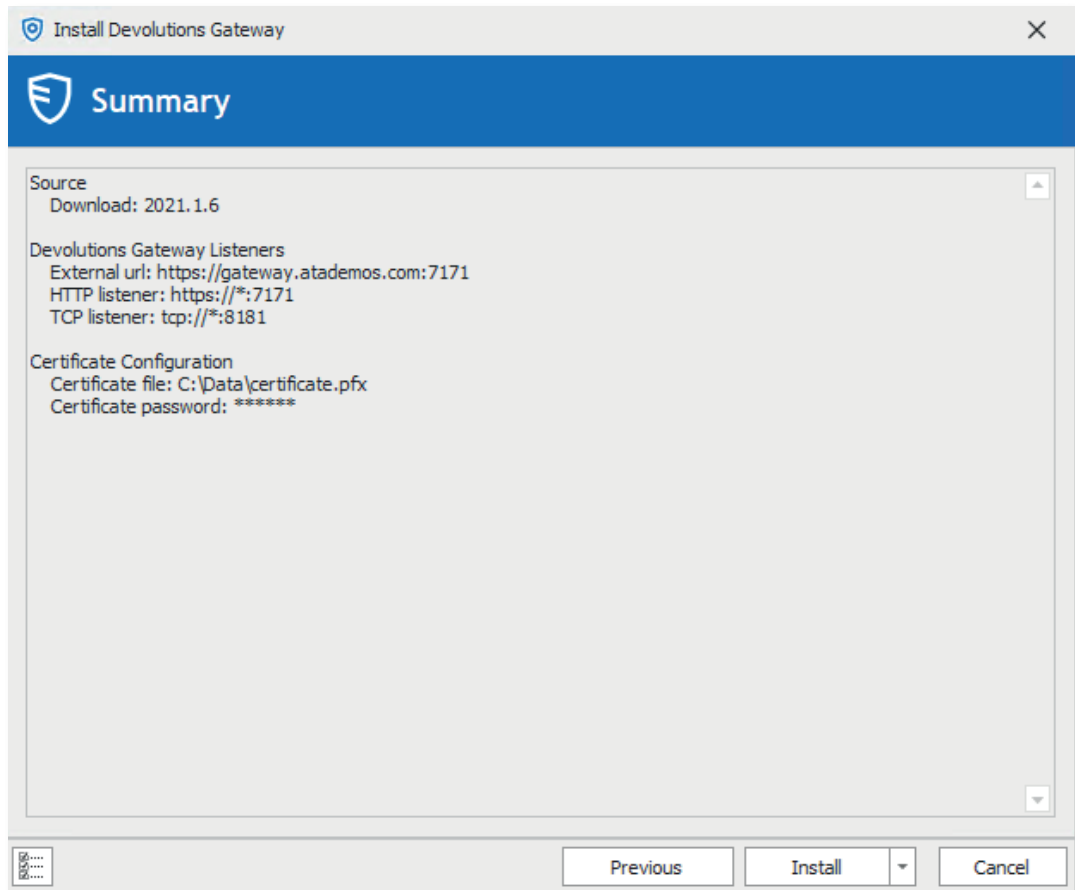 Install Devolutions Gateway
Summary
Source
Download: 2021.1.6
Devolutions Gateway Listeners
External url: https://gateway.atademos.com:7171
HTTP listener: https://*:7171
TCP listener: tcp://*:8181
Certificate Configuration
Certificate file: C:\Data\certificate.pfx
Certificate password: ******
Previous
Install
Cancel